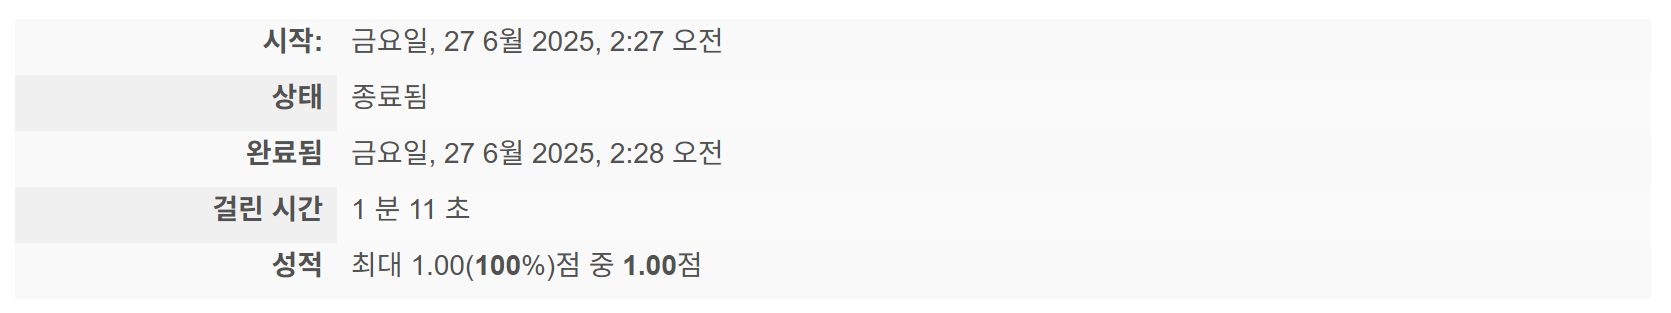 시작: 금요일, 27 6월 2025, 2:27 오전
상태 종료됨
완료됨 금요일, 27 6월 2025, 2:28 오전
걸린 시간 1 분 11 초
성적 최대 1.00(100%)점 중 1.00점